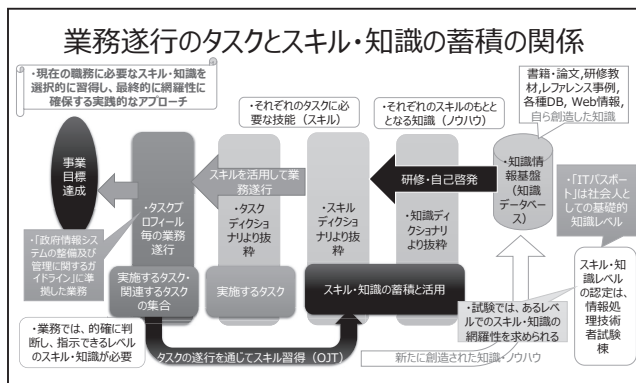 業務遂行のタスクとスキル・知識の蓄積の関係
・現在の職務に必要なスキル・知識を
選択的に習得し、最終的に網羅性に
確保する実践的なアプローチ
・それぞれのタスクに必
要な技能（スキル）
・それぞれのスキルのもとと
となる知識（ノウハウ）
書籍・論文,研修教
材,レファレンス事例,
各種DB, Web情報,
自ら創造した知識
事業
目標
達成
スキルを活用して業
務遂行
研修・自己啓発
・知識情
報基盤
（知識
データベー
ス）
・「ITパスポー
ト」は社会人と
しての基礎的
知識レベル
・タスクプ
ロフィール
毎の業務
遂行
・タスク
ディクショ
ナリより抜
粋
・スキル
ディクショ
ナリより抜
粋
・知識ディ
クショナリ
より抜粋
・「政府情報シス
テムの整備及び
管理に関するガ
イドライン」に準
拠した業務
実施するタスク・
関連するタスク
の集合
実施するタスク
スキル・知識の蓄積と活用
スキル・知
識レベル
の認定は、
情報処
理技術
者試験
棟
・試験では、あるレ
ベルでのスキル・知識の
網羅性を求められる
・業務では、的確に判
断し、指示できるレベル
のスキル・知識が必要
タスクの遂行を通じてスキル習得（OJT）
新たに創造された知識・ノウハウ